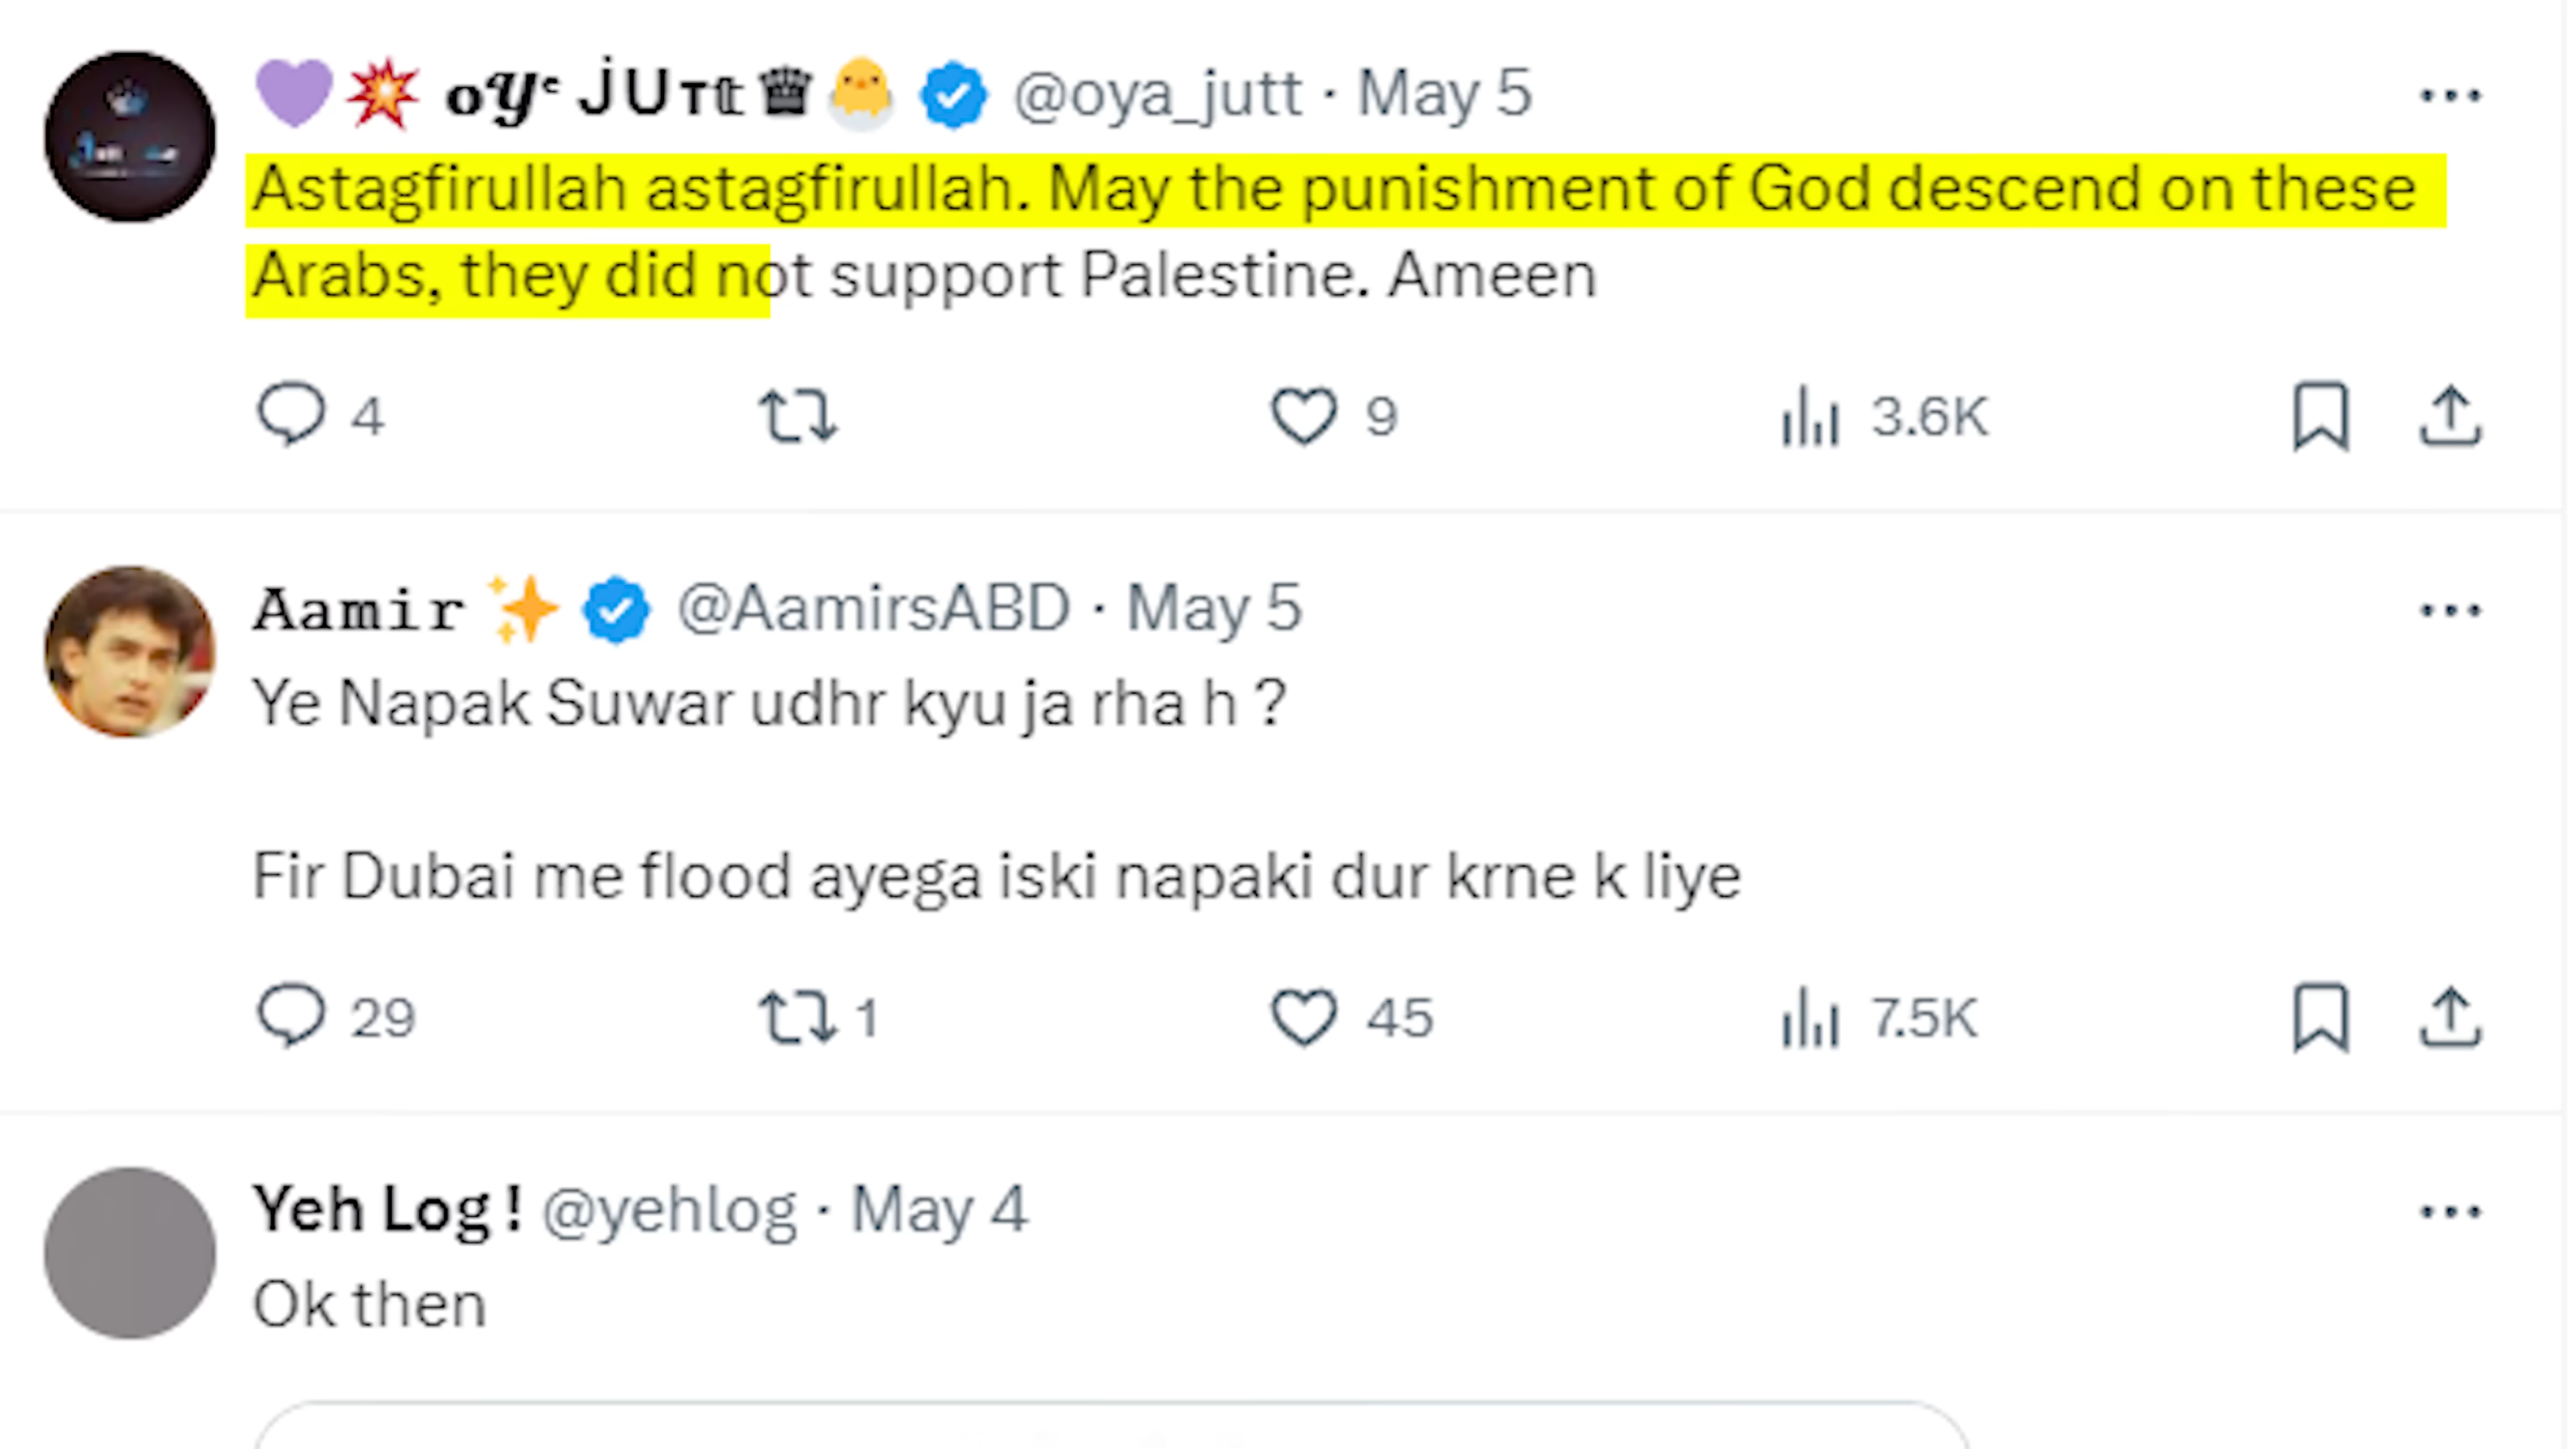 oye jUTt @oya_jutt · May 5
Astagfirullah astagfirullah. May the punishment of God descend on these
Arabs, they did not support Palestine. Ameen
4 9 3.6K
Aamir @AamirsABD · May 5
Ye Napak Suwar udhr kyu ja rha h ?
Fir Dubai me flood ayega iski napaki dur krne k liye
29 1 45 7.5K
Yeh Log ! @yehlog · May 4
Ok then